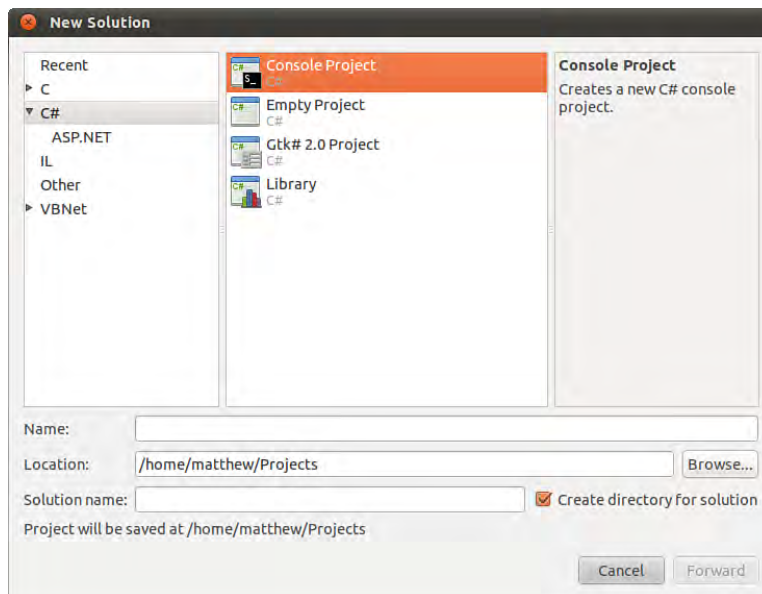 New Solution
Recent
C
C#
ASP.NET
IL
Other
VBNet
Console Project
C#
Empty Project
C#
Gtk# 2.0 Project
C#
Library
C#
Console Project
Creates a new C# console
project.
Name:
Location: /home/matthew/Projects Browse...
Solution name: Create directory for solution
Project will be saved at /home/matthew/Projects
Cancel Forward